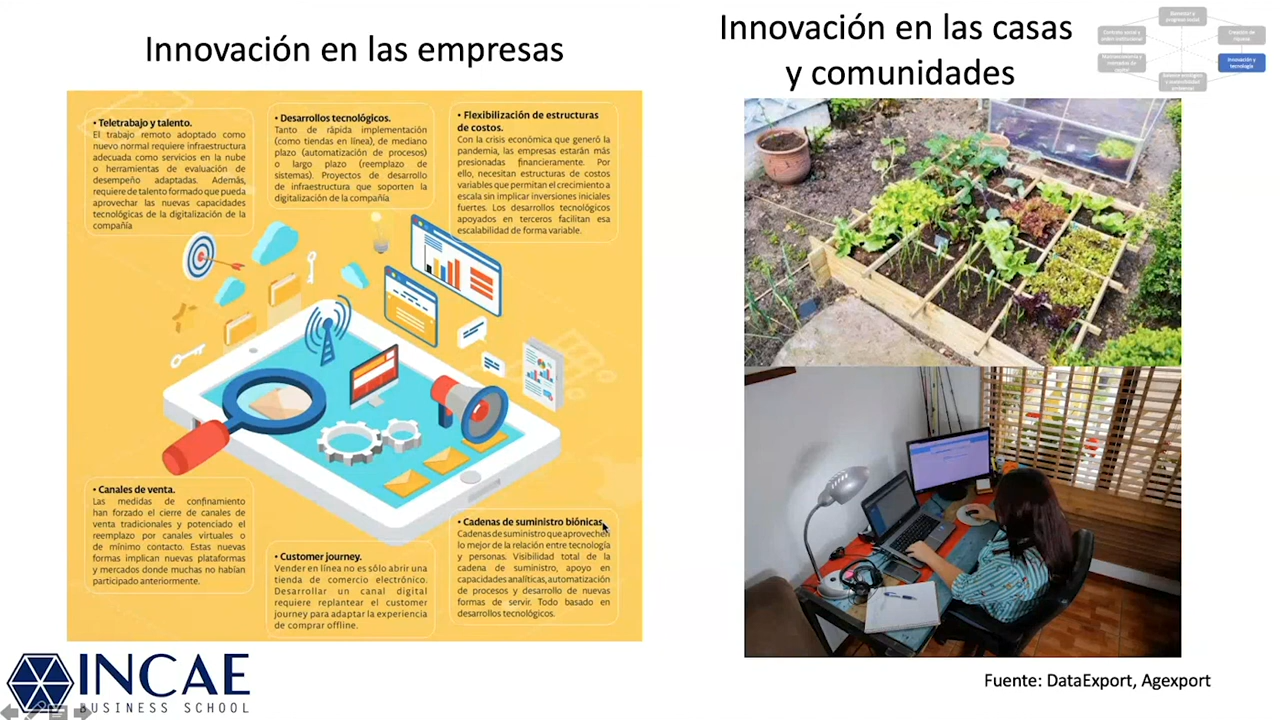 Innovación en las empresas
Innovación en las casas
y comunidades
Bienestar y
progreso social
Creación de
riqueza
Innovación y
tecnología
• Teletrabajo y talento.
El trabajo remoto adoptado como
nuevo normal requiere infraestructura
adecuada como servicios en la nube
o herramientas de evaluación de
desempeño adaptadas. Además,
requiere de talento formado que pueda
aprovechar las nuevas capacidades
tecnológicas de la digitalización de la
compañía
• Desarrollos tecnológicos.
Tanto de rápida implementación
(como tiendas en línea), de mediano
plazo (automatización de procesos)
o largo plazo (reemplazo de
sistemas). Proyectos de desarrollo
de infraestructura que soporten la
digitalización de la compañía
• Flexibilización de estructuras
de costos.
Con la crisis económica que generó la
pandemia, las empresas estarán más
presionadas financieramente. Por
ello, necesitan estructuras de costos
variables que permitan el crecimiento a
escala sin implicar inversiones iniciales
fuertes. Los desarrollos tecnológicos
apoyados en terceros facilitan esa
escalabilidad de forma variable.
• Canales de venta.
Las medidas de confinamiento
han forzado el cierre de canales de
venta tradicionales y potenciado el
reemplazo por canales virtuales o
de mínimo contacto. Estas nuevas
formas implican nuevas plataformas
y mercados donde muchas no habían
participado anteriormente.
• Customer journey.
Vender en línea no es sólo abrir una
tienda de comercio electrónico.
Desarrollar un canal digital
requiere replantear el customer
journey para adaptar la experiencia
de comprar offline.
• Cadenas de suministro biónicas.
Cadenas de suministro que aprovechen
lo mejor de la relación entre tecnología
y personas. Visibilidad total de la
cadena de suministro, apoyo en
capacidades analíticas, automatización
de procesos y desarrollo de nuevas
formas de servir. Todo basado en
desarrollos tecnológicos.
INCAE
BUSINESS SCHOOL
Fuente: DataExport, Agexport